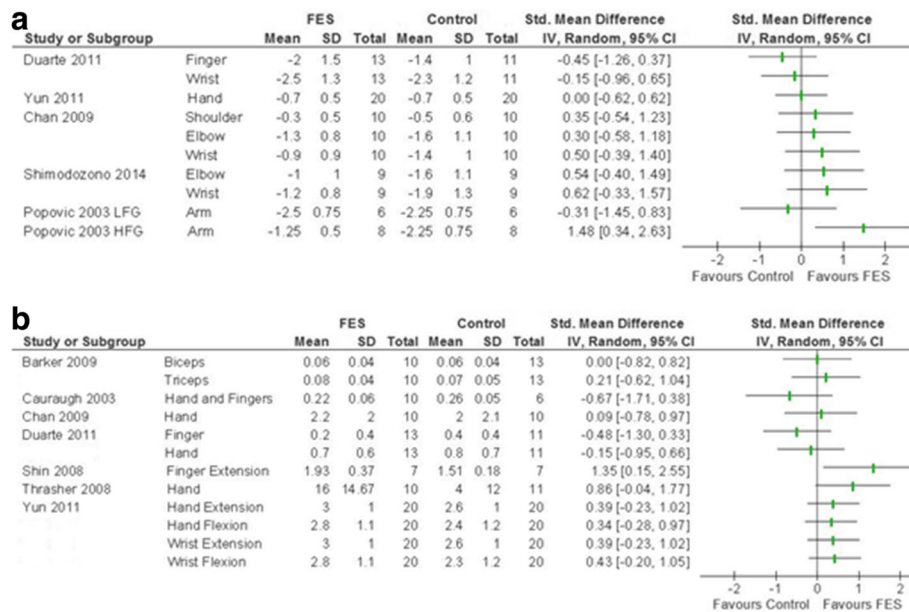 a
FES Control Std. Mean Difference Std. Mean Difference
Study or Subgroup Mean SD Total Mean SD Total IV, Random, 95% CI IV, Random, 95% CI
Duarte 2011 Finger -2 1.5 13 -1.4 1 11 -0.45 [-1.26, 0.37]
Wrist -2.5 1.3 13 -2.3 1.2 11 -0.15 [-0.96, 0.65]
Yun 2011 Hand -0.7 0.5 20 -0.7 0.5 20 0.00 [-0.62, 0.62]
Chan 2009 Shoulder -0.3 0.5 10 -0.5 0.6 10 0.35 [-0.54, 1.23]
Elbow -1.3 0.8 10 -1.6 1.1 10 0.30 [-0.58, 1.18]
Wrist -0.9 0.9 10 -1.4 1 10 0.50 [-0.39, 1.40]
Shimodozono 2014 Elbow -1 1 9 -1.6 1.1 9 0.54 [-0.40, 1.49]
Wrist -1.2 0.8 9 -1.9 1.3 9 0.62 [-0.33, 1.57]
Popovic 2003 LFG Arm -2.5 0.75 6 -2.25 0.75 6 -0.31 [-1.45, 0.83]
Popovic 2003 HFG Arm -1.25 0.5 8 -2.25 0.75 8 1.48 [0.34, 2.63]
-2 -1 0 1 2
Favours Control Favours FES
b
FES Control Std. Mean Difference Std. Mean Difference
Study or Subgroup Mean SD Total Mean SD Total IV, Random, 95% CI IV, Random, 95% CI
Barker 2009 Biceps 0.06 0.04 10 0.06 0.04 13 0.00 [-0.82, 0.82]
Triceps 0.08 0.04 10 0.07 0.05 13 0.21 [-0.62, 1.04]
Cauraugh 2003 Hand and Fingers 0.22 0.06 10 0.26 0.05 6 -0.67 [-1.71, 0.38]
Chan 2009 Hand 2.2 2 10 2 2.1 10 0.09 [-0.78, 0.97]
Duarte 2011 Finger 0.2 0.4 13 0.4 0.4 11 -0.48 [-1.30, 0.33]
Hand 0.7 0.6 13 0.8 0.7 11 -0.15 [-0.95, 0.66]
Shin 2008 Finger Extension 1.93 0.37 7 1.51 0.18 7 1.35 [0.15, 2.55]
Thrasher 2008 Hand 16 14.67 10 4 12 11 0.86 [-0.04, 1.77]
Yun 2011 Hand Extension 3 1 20 2.6 1 20 0.39 [-0.23, 1.02]
Hand Flexion 2.8 1.1 20 2.4 1.2 20 0.34 [-0.28, 0.97]
Wrist Extension 3 1 20 2.6 1 20 0.39 [-0.23, 1.02]
Wrist Flexion 2.8 1.1 20 2.3 1.2 20 0.43 [-0.20, 1.05]
-2 -1 0 1 2
Favours Control Favours FES